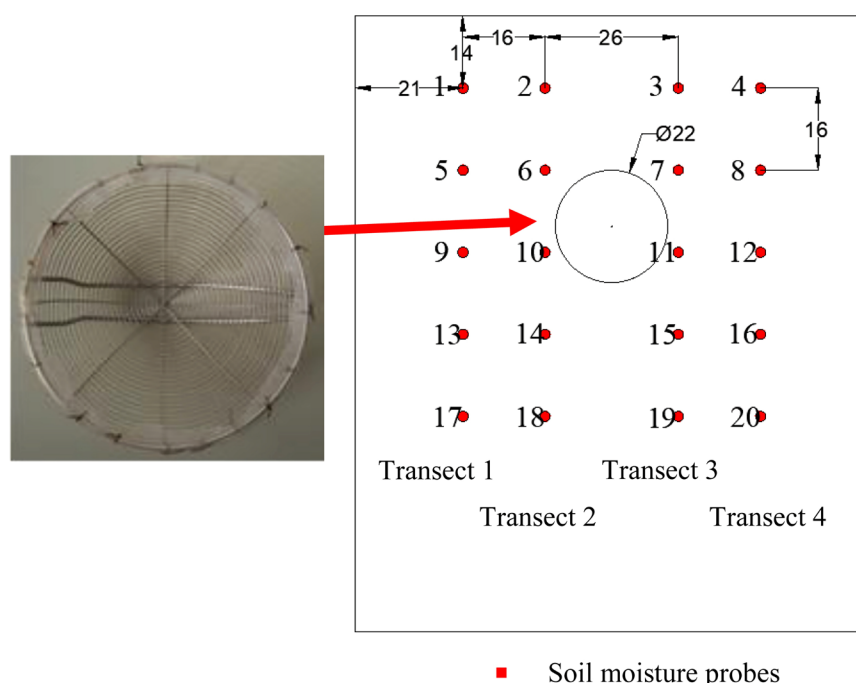 14
16
26
21
1 2 3 4
16
Ø22
5 6 7 8
9 10 11 12
13 14 15 16
17 18 19 20
Transect 1 Transect 3
Transect 2 Transect 4
Soil moisture probes